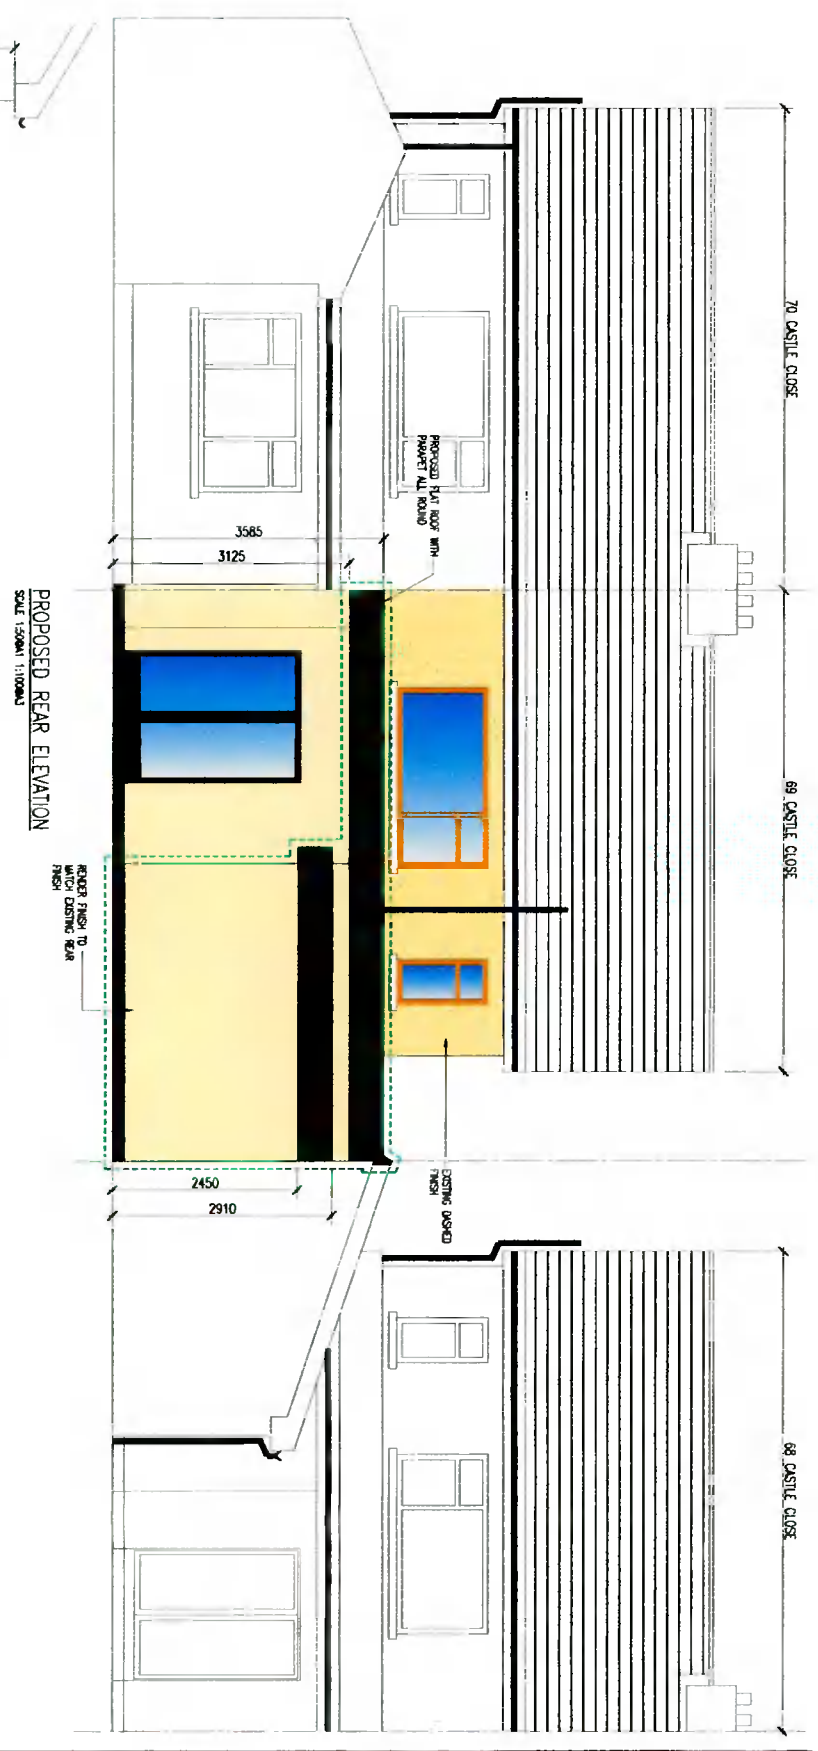 70 CASTLE CLOSE
69 CASTLE CLOSE
68 CASTLE CLOSE
PROPOSED FLAT ROOF WITH
PARAPET ALL ROUND
3585
3125
EXISTING DASHED
FINISH
2450
2910
RENDER FINISH TO
MATCH EXISTING REAR
FINISH
PROPOSED REAR ELEVATION
SCALE 1:50@A1 1:100@A3